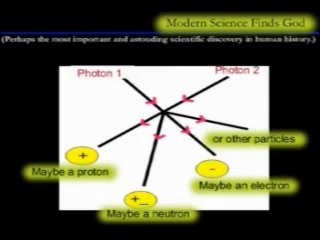 Modern Science Finds God
(Perhaps the most important and astouding scientific discovery in human history.)
Photon 1
Photon 2
or other particles
+
Maybe a proton
-
Maybe an electron
+_
Maybe a neutron